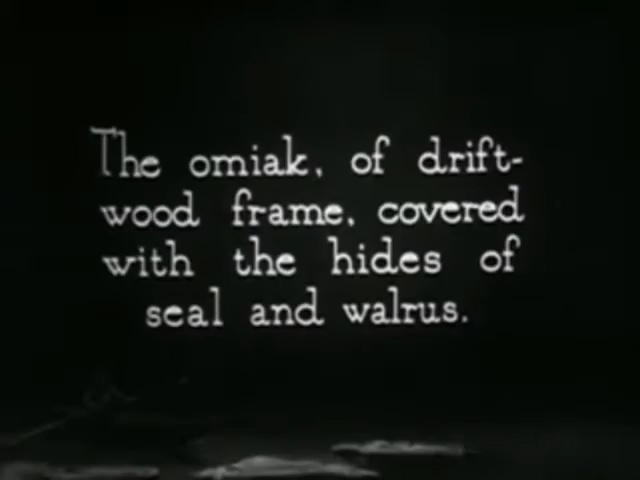 The omiak, of drift-
wood frame, covered
with the hides of
seal and walrus.